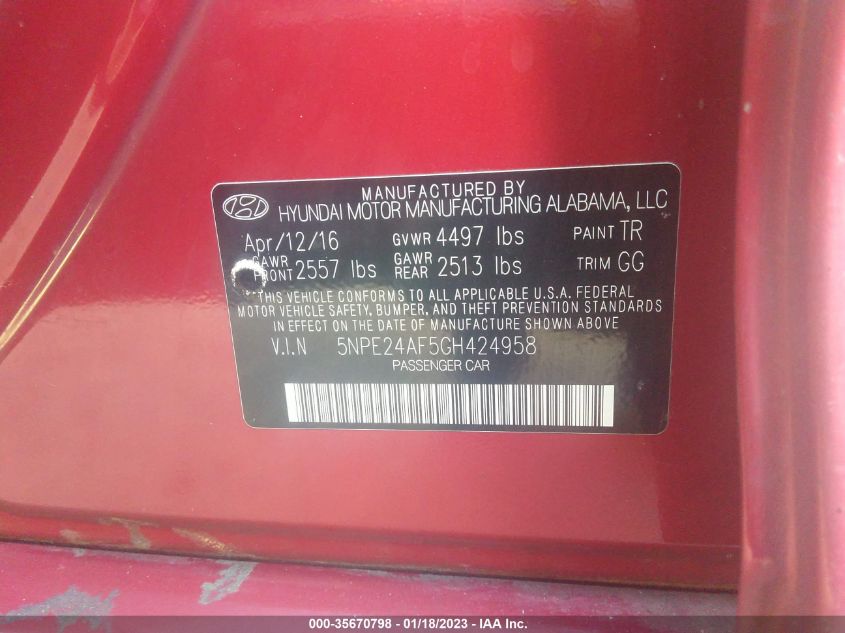 MANUFACTURED BY
HYUNDAI MOTOR MANUFACTURING ALABAMA, LLC
Apr/12/16 GVWR 4497 lbs PAINT TR
GAWR FRONT 2557 lbs GAWR REAR 2513 lbs TRIM GG
THIS VEHICLE CONFORMS TO ALL APPLICABLE U.S.A. FEDERAL
MOTOR VEHICLE SAFETY, BUMPER, AND THEFT PREVENTION STANDARDS
IN EFFECT ON THE DATE OF MANUFACTURE SHOWN ABOVE
V.I.N 5NPE24AF5GH424958
PASSENGER CAR
000-35670798 - 01/18/2023 - IAA Inc.